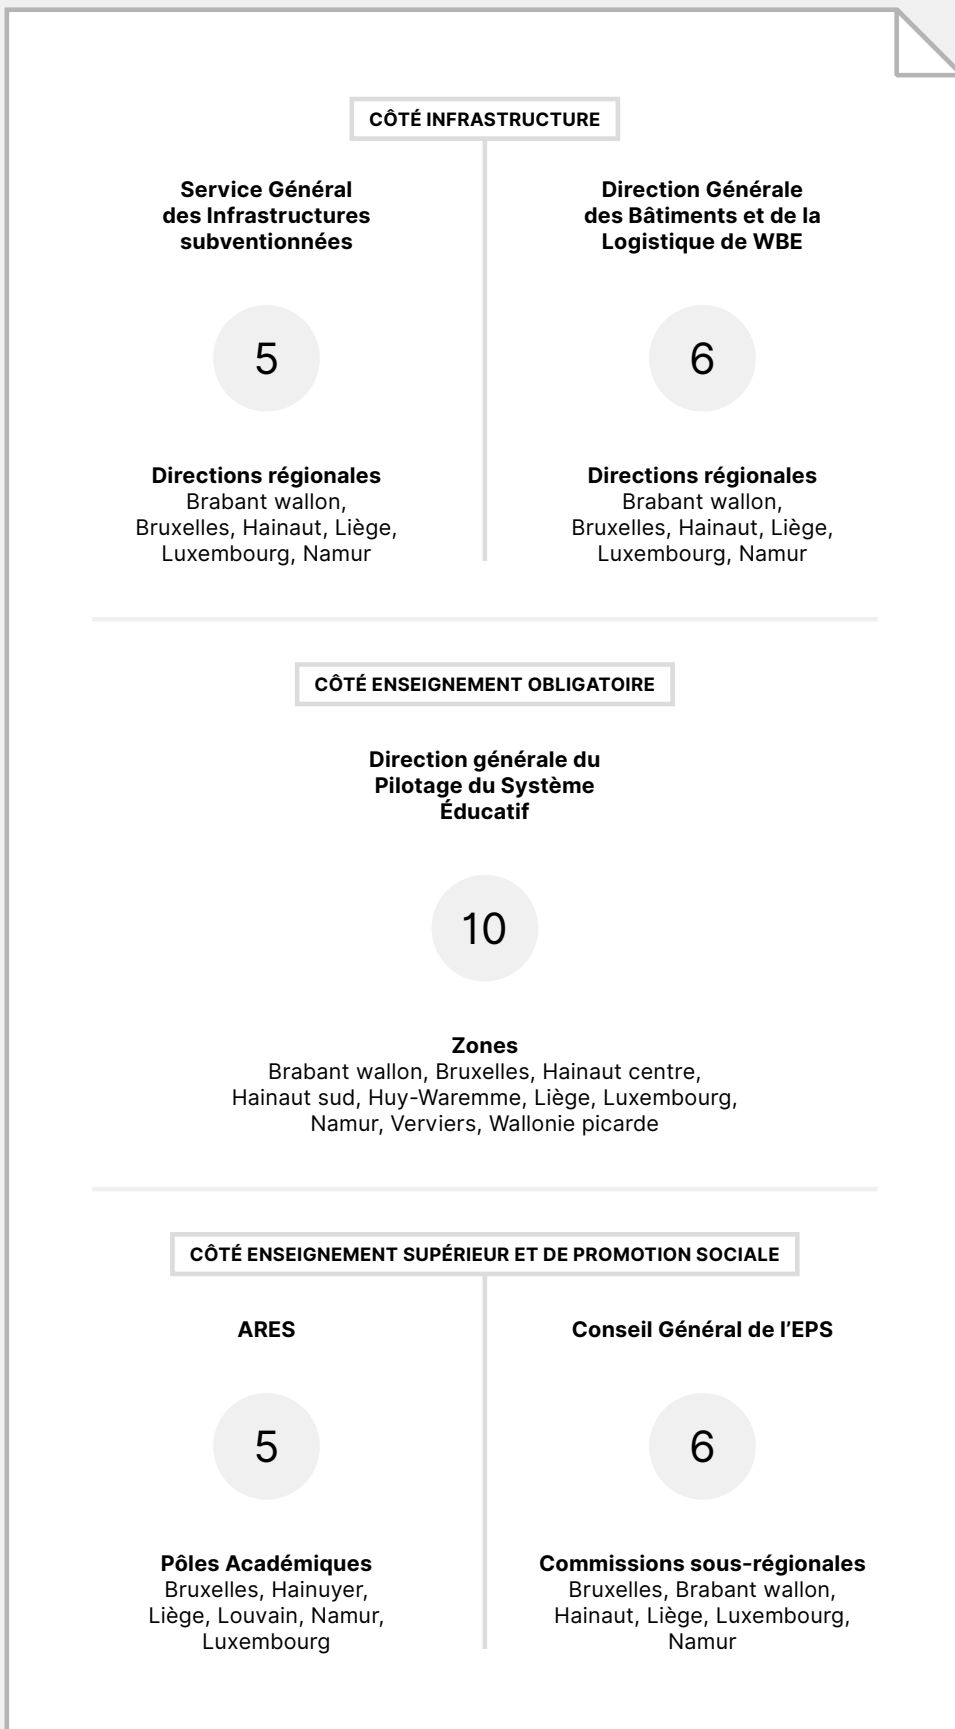 CÔTÉ INFRASTRUCTURE
Service Général
des Infrastructures
subventionnées
5
Directions régionales
Brabant wallon,
Bruxelles, Hainaut, Liège,
Luxembourg, Namur
Direction Générale
des Bâtiments et de la
Logistique de WBE
6
Directions régionales
Brabant wallon,
Bruxelles, Hainaut, Liège,
Luxembourg, Namur
CÔTÉ ENSEIGNEMENT OBLIGATOIRE
Direction générale du
Pilotage du Système
Éducatif
10
Zones
Brabant wallon, Bruxelles, Hainaut centre,
Hainaut sud, Huy-Waremme, Liège, Luxembourg,
Namur, Verviers, Wallonie picarde
CÔTÉ ENSEIGNEMENT SUPÉRIEUR ET DE PROMOTION SOCIALE
ARES
5
Pôles Académiques
Bruxelles, Hainuyer,
Liège, Louvain, Namur,
Luxembourg
Conseil Général de l’EPS
6
Commissions sous-régionales
Bruxelles, Brabant wallon,
Hainaut, Liège, Luxembourg,
Namur